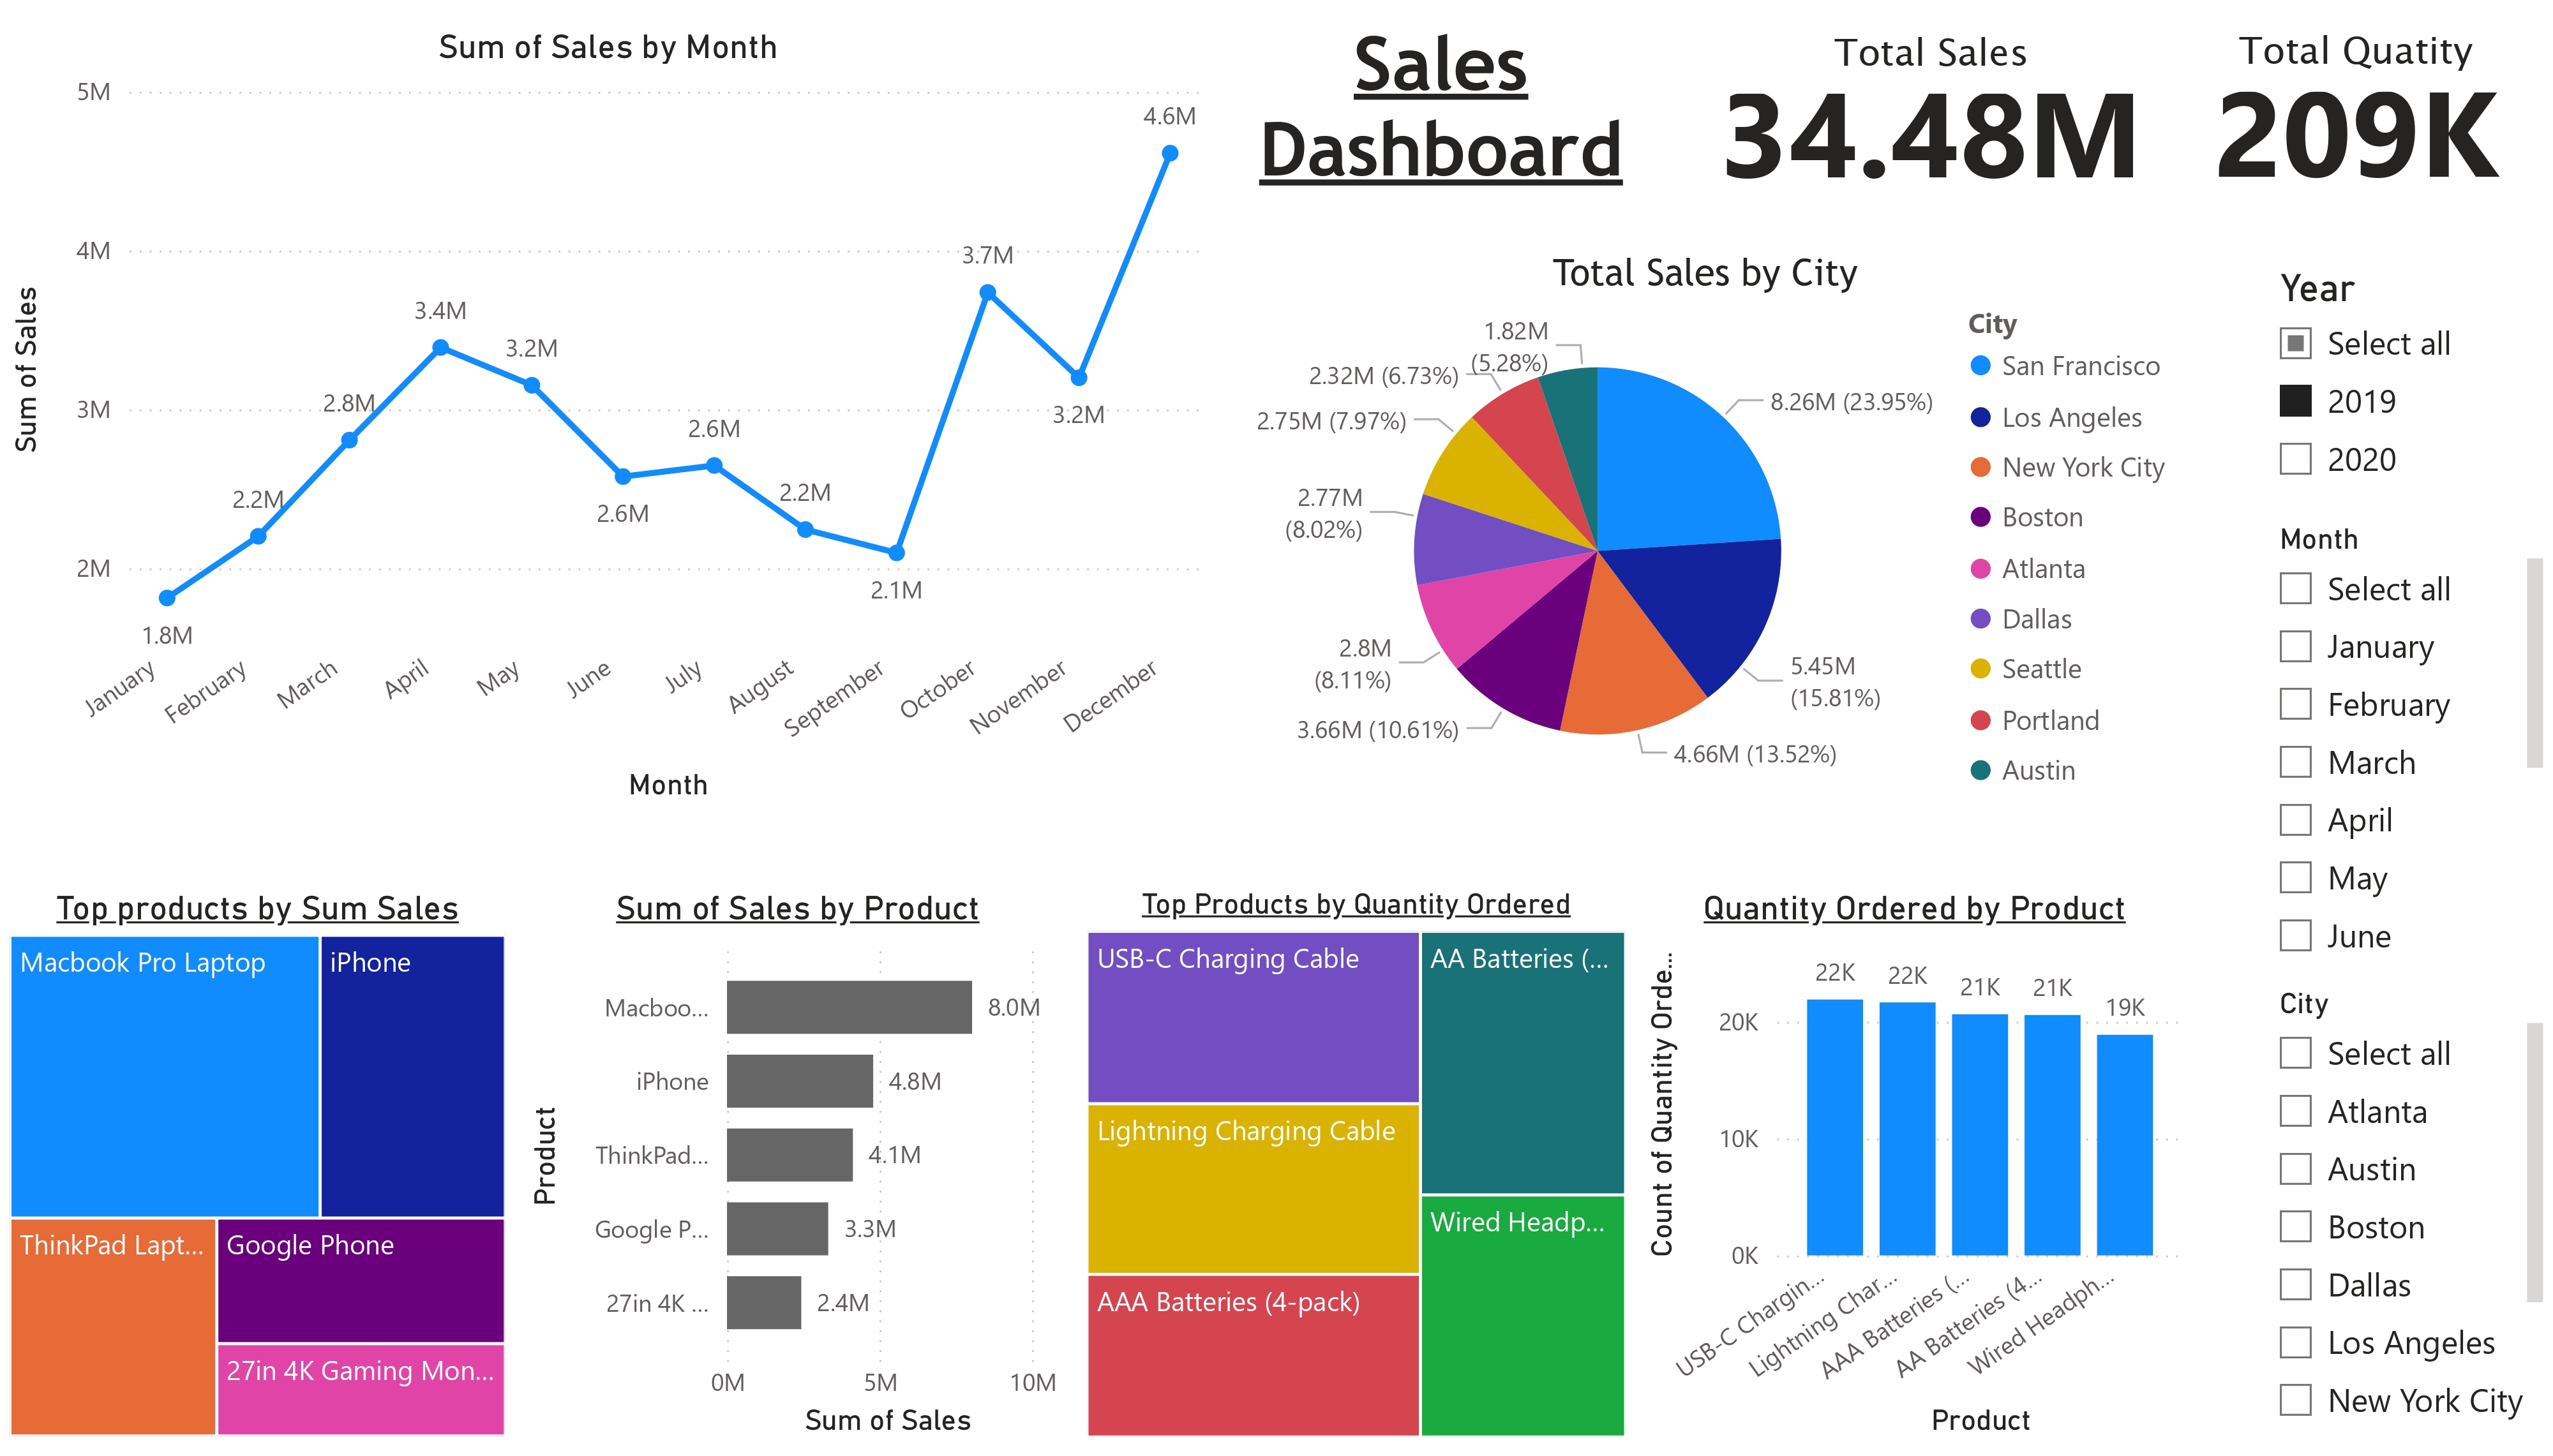 Sum of Sales by Month
5M
4M
3M
2M
Sum of Sales
1.8M
2.2M
2.8M
3.4M
3.2M
2.6M
2.6M
2.2M
2.1M
3.7M
3.2M
4.6M
January
February
March
April
May
June
July
August
September
October
November
December
Month
Sales
Dashboard
Total Sales
34.48M
Total Quatity
209K
Total Sales by City
8.26M (23.95%)
5.45M
(15.81%)
4.66M (13.52%)
3.66M (10.61%)
2.8M
(8.11%)
2.77M
(8.02%)
2.75M (7.97%)
2.32M (6.73%)
1.82M
(5.28%)
City
San Francisco
Los Angeles
New York City
Boston
Atlanta
Dallas
Seattle
Portland
Austin
Year
Select all
2019
2020
Month
Select all
January
February
March
April
May
June
City
Select all
Atlanta
Austin
Boston
Dallas
Los Angeles
New York City
Top products by Sum Sales
Macbook Pro Laptop
iPhone
ThinkPad Lapt...
Google Phone
27in 4K Gaming Mon...
Sum of Sales by Product
Product
Macboo...
8.0M
iPhone
4.8M
ThinkPad...
4.1M
Google P...
3.3M
27in 4K ...
2.4M
0M
5M
10M
Sum of Sales
Top Products by Quantity Ordered
USB-C Charging Cable
AA Batteries (...
Lightning Charging Cable
Wired Headp...
AAA Batteries (4-pack)
Quantity Ordered by Product
Count of Quantity Orde...
20K
10K
0K
22K
22K
21K
21K
19K
USB-C Chargin...
Lightning Char...
AAA Batteries (...
AA Batteries (4...
Wired Headph...
Product